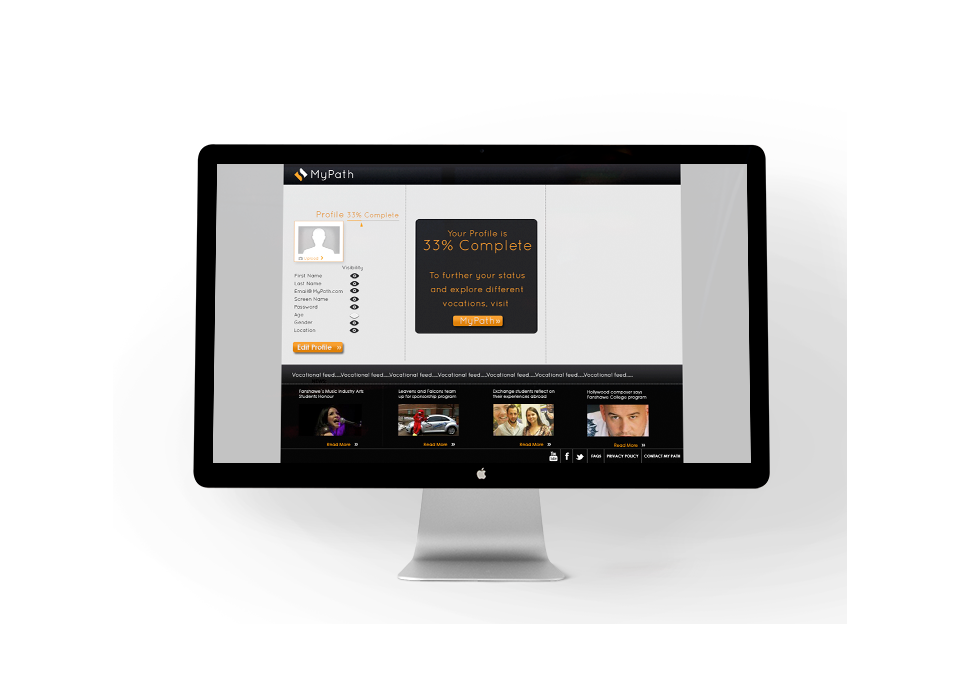 MyPath
Profile 33% Complete
upload
Visibility
First Name
Last Name
Email@MyPath.com
Screen Name
Password
Age
Gender
Location
Edit Profile »
Your Profile is
33% Complete
To further your status
and explore different
vocations, visit
MyPath»
Vocational feed.....Vocational feed.....Vocational feed.....Vocational feed.....Vocational feed.....Vocational feed.....Vocational feed.....
Fanshawe's Music Industry Arts
Students Honour
Read More »
Leavens and Falcons team
up for sponsorship program
Read More »
Exchange students reflect on
their experiences abroad
Read More »
Hollywood composer says
Fanshawe College program
Read More »
You Tube
f
FAQS
PRIVACY POLICY
CONTACT MY PATH